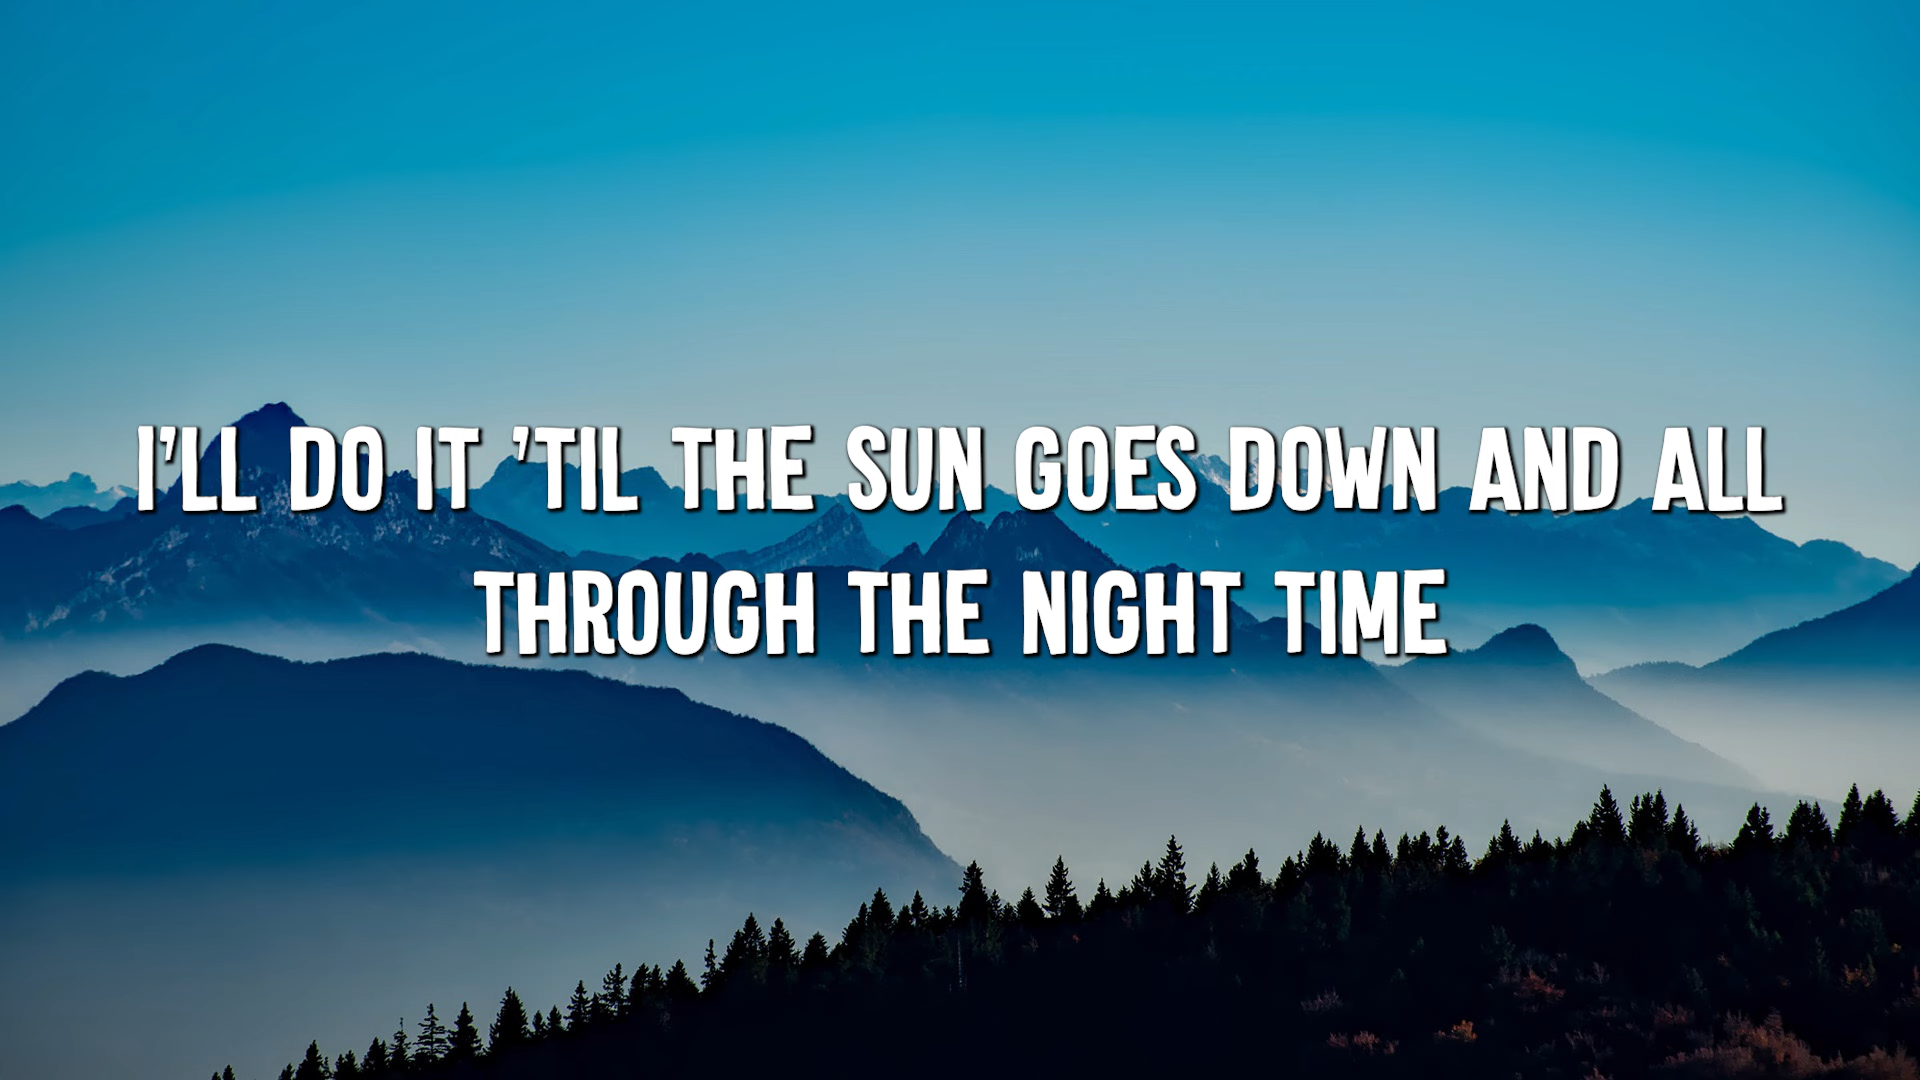 I'LL DO IT 'TIL THE SUN GOES DOWN AND ALL
THROUGH THE NIGHT TIME